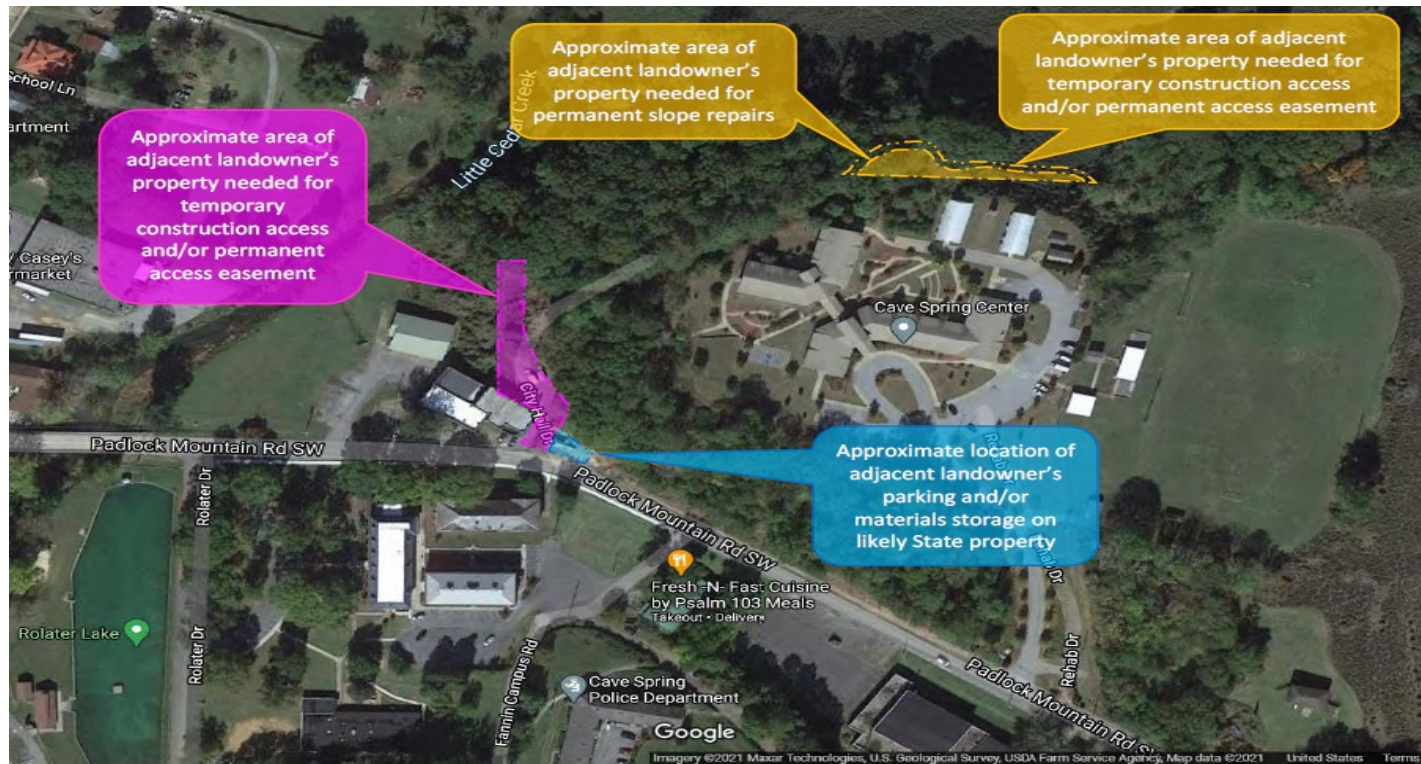 Approximate area of
adjacent landowner's
property needed for
permanent slope repairs
Approximate area of adjacent
landowner's property needed for
temporary construction access
and/or permanent access easement
School Ln
artment
Approximate area of
adjacent landowner's
property needed for
temporary
construction access
and/or permanent
access easement
Little Cedar Creek
Casey's
rmarket
Cave Spring Center
City Hall Dr
Padlock Mountain Rd SW
Approximate location of
adjacent landowner's
parking and/or
materials storage on
likely State property
Rehab Dr
Rolater Dr
Padlock Mountain Rd SW
Fresh -N- Fast Cuisine
by Psalm 103 Meals
Takeout • Delivery
Rolater Lake
Rolater Dr
Fannin Campus Rd
Cave Spring
Police Department
Rehab Dr
Padlock Mountain Rd SW
Google
Imagery ©2021 Maxar Technologies, U.S. Geological Survey, USDA Farm Service Agency, Map data ©2021 United States Terms